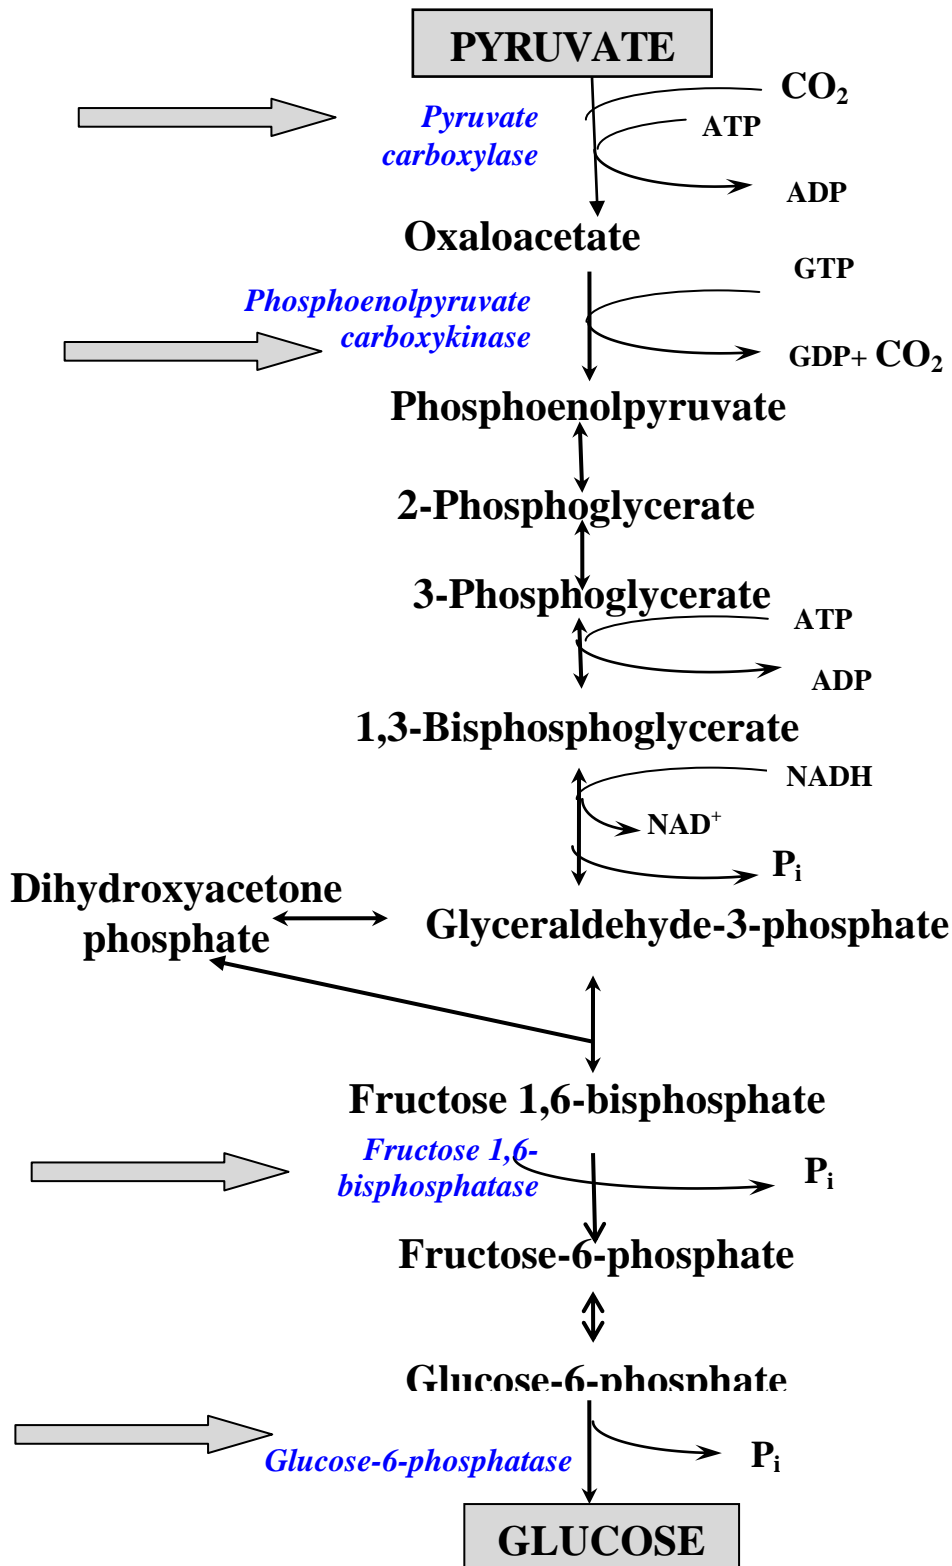 PYRUVATE
CO₂
Pyruvate
carboxylase
ATP
ADP
Oxaloacetate
GTP
Phosphoenolpyruvate
carboxykinase
GDP+ CO₂
Phosphoenolpyruvate
2-Phosphoglycerate
3-Phosphoglycerate
ATP
ADP
1,3-Bisphosphoglycerate
NADH
NAD⁺
Pᵢ
Dihydroxyacetone
phosphate
Glyceraldehyde-3-phosphate
Fructose 1,6-bisphosphate
Fructose 1,6-
bisphosphatase
Pᵢ
Fructose-6-phosphate
Glucose-6-phosphate
Glucose-6-phosphatase
Pᵢ
GLUCOSE